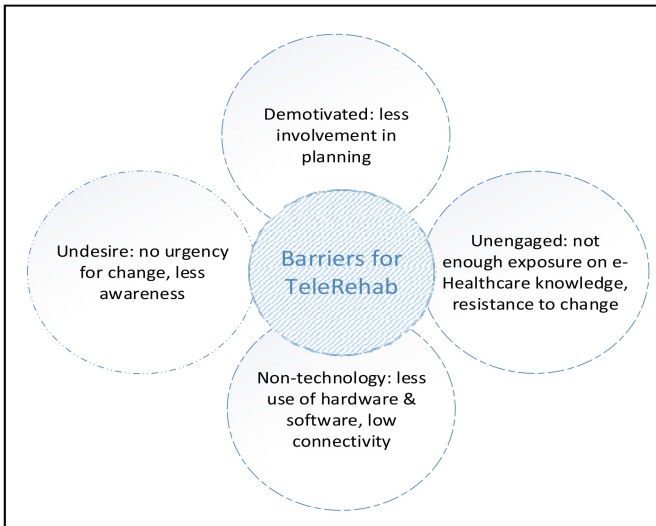 Demotivated: less
involvement in
planning
Undesire: no urgency
for change, less
awareness
Barriers for
TeleRehab
Unengaged: not
enough exposure on e-
Healthcare knowledge,
resistance to change
Non-technology: less
use of hardware &
software, low
connectivity